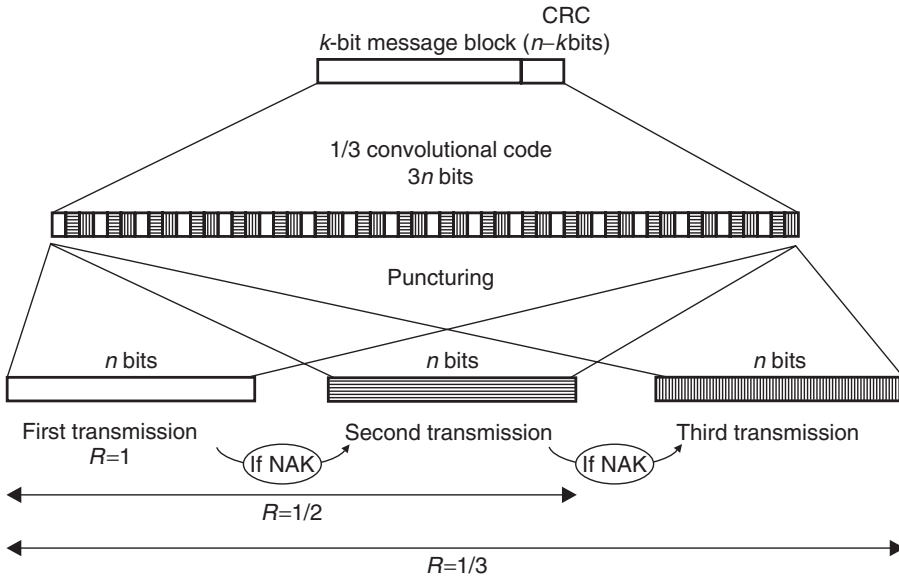 CRC
k-bit message block (n–kbits)
1/3 convolutional code
3n bits
Puncturing
n bits
n bits
n bits
First transmission
R=1
If NAK
Second transmission
If NAK
Third transmission
R=1/2
R=1/3